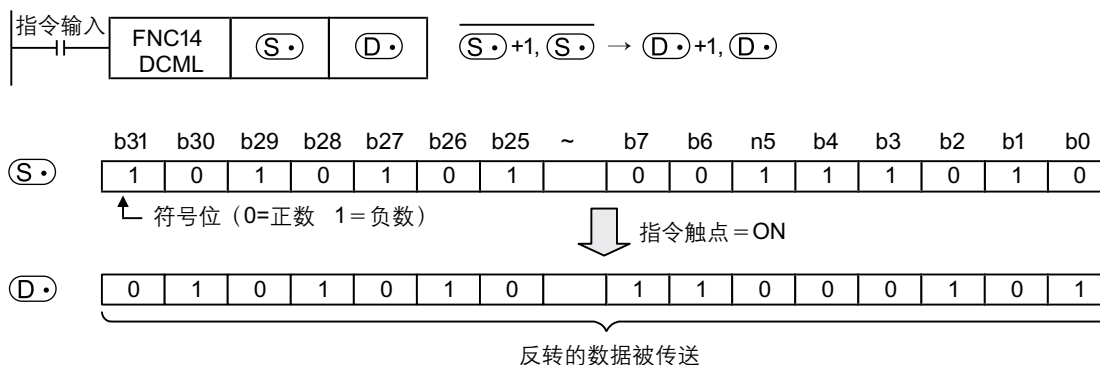 指令输入
FNC14
DCML
S・
D・
S・+1, S・ → D・+1, D・
b31 b30 b29 b28 b27 b26 b25 ~ b7 b6 n5 b4 b3 b2 b1 b0
S・ 1 0 1 0 1 0 1 0 0 1 1 1 0 1 0
符号位（0=正数 1＝负数）
指令触点＝ON
D・ 0 1 0 1 0 1 0 1 1 0 0 0 1 0 1
反转的数据被传送